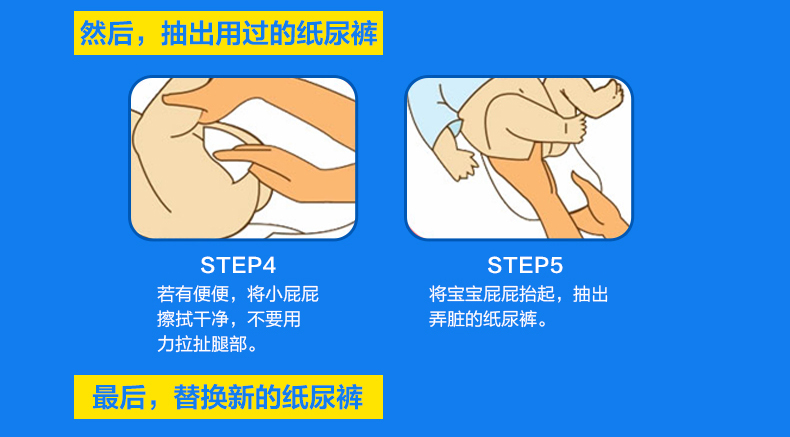 然后，抽出用过的纸尿裤
STEP4
若有便便，将小屁屁
擦拭干净，不要用
力拉扯腿部。
STEP5
将宝宝屁屁抬起，抽出
弄脏的纸尿裤。
最后，替换新的纸尿裤